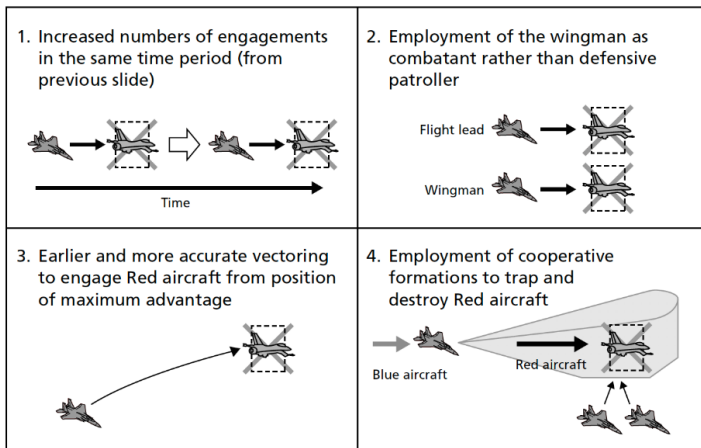 1. Increased numbers of engagements
in the same time period (from
previous slide)
Time
2. Employment of the wingman as
combatant rather than defensive
patroller
Flight lead
Wingman
3. Earlier and more accurate vectoring
to engage Red aircraft from position
of maximum advantage
4. Employment of cooperative
formations to trap and
destroy Red aircraft
Blue aircraft
Red aircraft